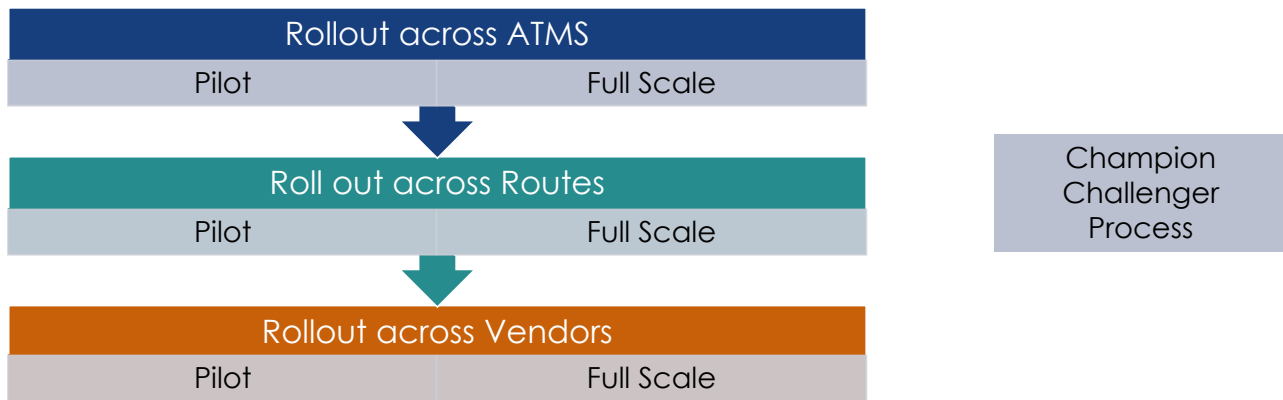 Rollout across ATMS
Pilot
Full Scale
Roll out across Routes
Pilot
Full Scale
Rollout across Vendors
Pilot
Full Scale
Champion
Challenger
Process